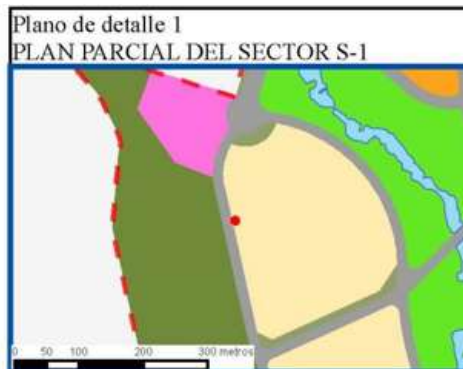 Plano de detalle 1
PLAN PARCIAL DEL SECTOR S-1
0 50 100 200 300 metros